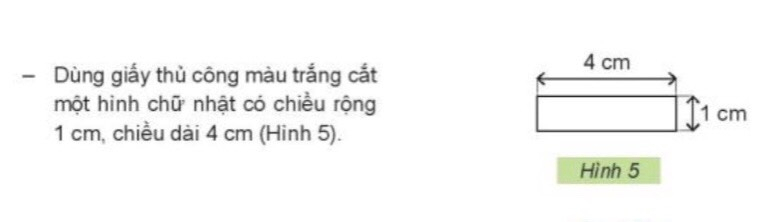 – Dùng giấy thủ công màu trắng cắt
một hình chữ nhật có chiều rộng
1 cm, chiều dài 4 cm (Hình 5).
4 cm
1 cm
Hình 5